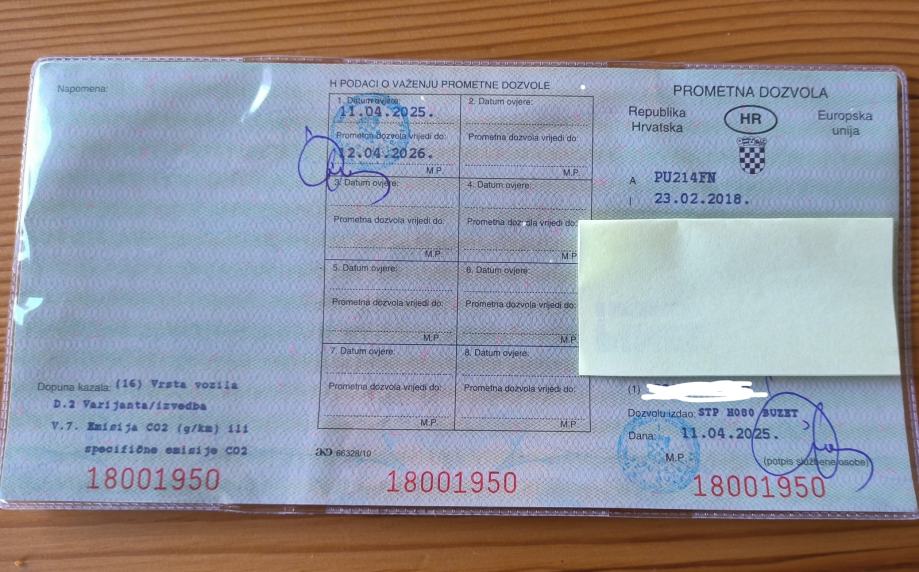 Napomena:
Dopuna kazala: (16) Vrsta vozila
D.2 Varijanta/izvedba
V.7. Emisija CO2 (g/km) ili
specifične emisije CO2
18001950
H PODACI O VAŽENJU PROMETNE DOZVOLE
1. Datum ovjere:
11.04.2025.
Prometna dozvola vrijedi do:
12.04.2026.
M.P.
2. Datum ovjere:
Prometna dozvola vrijedi do:
M.P.
3. Datum ovjere:
Prometna dozvola vrijedi do:
M.P.
4. Datum ovjere:
Prometna dozvola vrijedi do:
M.P.
5. Datum ovjere:
Prometna dozvola vrijedi do:
M.P.
6. Datum ovjere:
Prometna dozvola vrijedi do:
M.P.
7. Datum ovjere:
Prometna dozvola vrijedi do:
M.P.
8. Datum ovjere:
Prometna dozvola vrijedi do:
M.P.
66328/10
18001950
PROMETNA DOZVOLA
Republika
Hrvatska
HR
Europska
unija
A PU214FN
I 23.02.2018.
(1)
Dozvolu izdao: STP H080 BUZET
Dana: 11.04.2025.
M.P.
(potpis službene osobe)
18001950